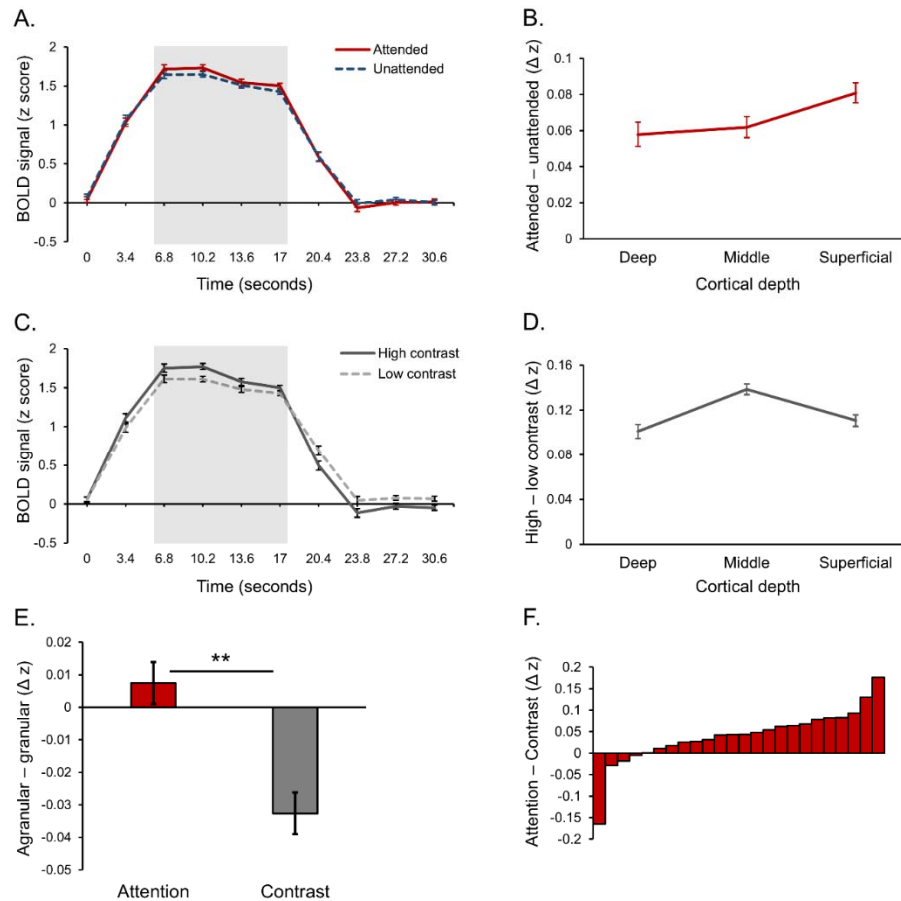 A.
BOLD signal (z score)
2
1.5
1
0.5
0
-0.5
Attended
Unattended
0 3.4 6.8 10.2 13.6 17 20.4 23.8 27.2 30.6
Time (seconds)
B.
Attended – unattended (Δ z)
0.1
0.08
0.06
0.04
0.02
0
Deep Middle Superficial
Cortical depth
C.
BOLD signal (z score)
2
1.5
1
0.5
0
-0.5
High contrast
Low contrast
0 3.4 6.8 10.2 13.6 17 20.4 23.8 27.2 30.6
Time (seconds)
D.
High – low contrast (Δ z)
0.16
0.12
0.08
0.04
0
Deep Middle Superficial
Cortical depth
E.
Agranular – granular (Δ z)
0.02
0.01
0
-0.01
-0.02
-0.03
-0.04
-0.05
**
Attention Contrast
F.
Attention – Contrast (Δ z)
0.2
0.15
0.1
0.05
0
-0.05
-0.1
-0.15
-0.2